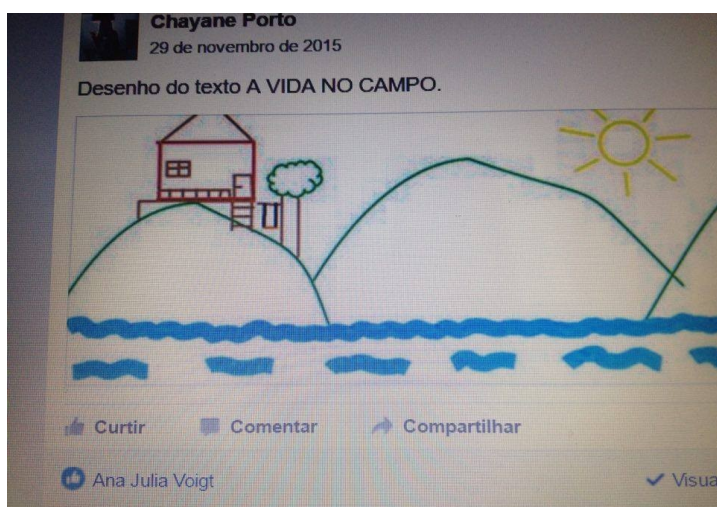 Chayane Porto
29 de novembro de 2015
Desenho do texto A VIDA NO CAMPO.
Curtir
Comentar
Compartilhar
Ana Julia Voigt